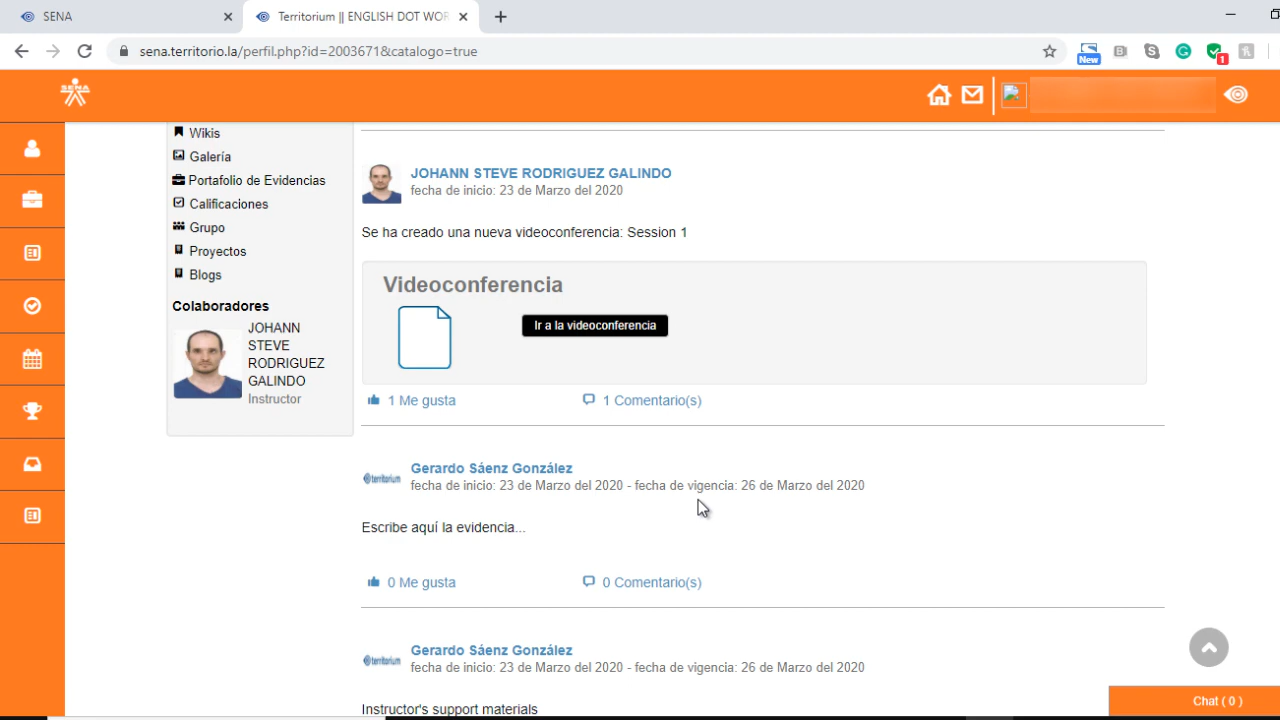 SENA
Territorium || ENGLISH DOT WOR
sena.territorio.la/perfil.php?id=2003671&catalogo=true
New
1
SENA
Wikis
Galería
Portafolio de Evidencias
Calificaciones
Grupo
Proyectos
Blogs
Colaboradores
JOHANN
STEVE
RODRIGUEZ
GALINDO
Instructor
JOHANN STEVE RODRIGUEZ GALINDO
fecha de inicio: 23 de Marzo del 2020
Se ha creado una nueva videoconferencia: Session 1
Videoconferencia
Ir a la videoconferencia
1 Me gusta
1 Comentario(s)
territorium
Gerardo Sáenz González
fecha de inicio: 23 de Marzo del 2020 - fecha de vigencia: 26 de Marzo del 2020
Escribe aquí la evidencia...
0 Me gusta
0 Comentario(s)
territorium
Gerardo Sáenz González
fecha de inicio: 23 de Marzo del 2020 - fecha de vigencia: 26 de Marzo del 2020
Instructor's support materials
Chat ( 0 )